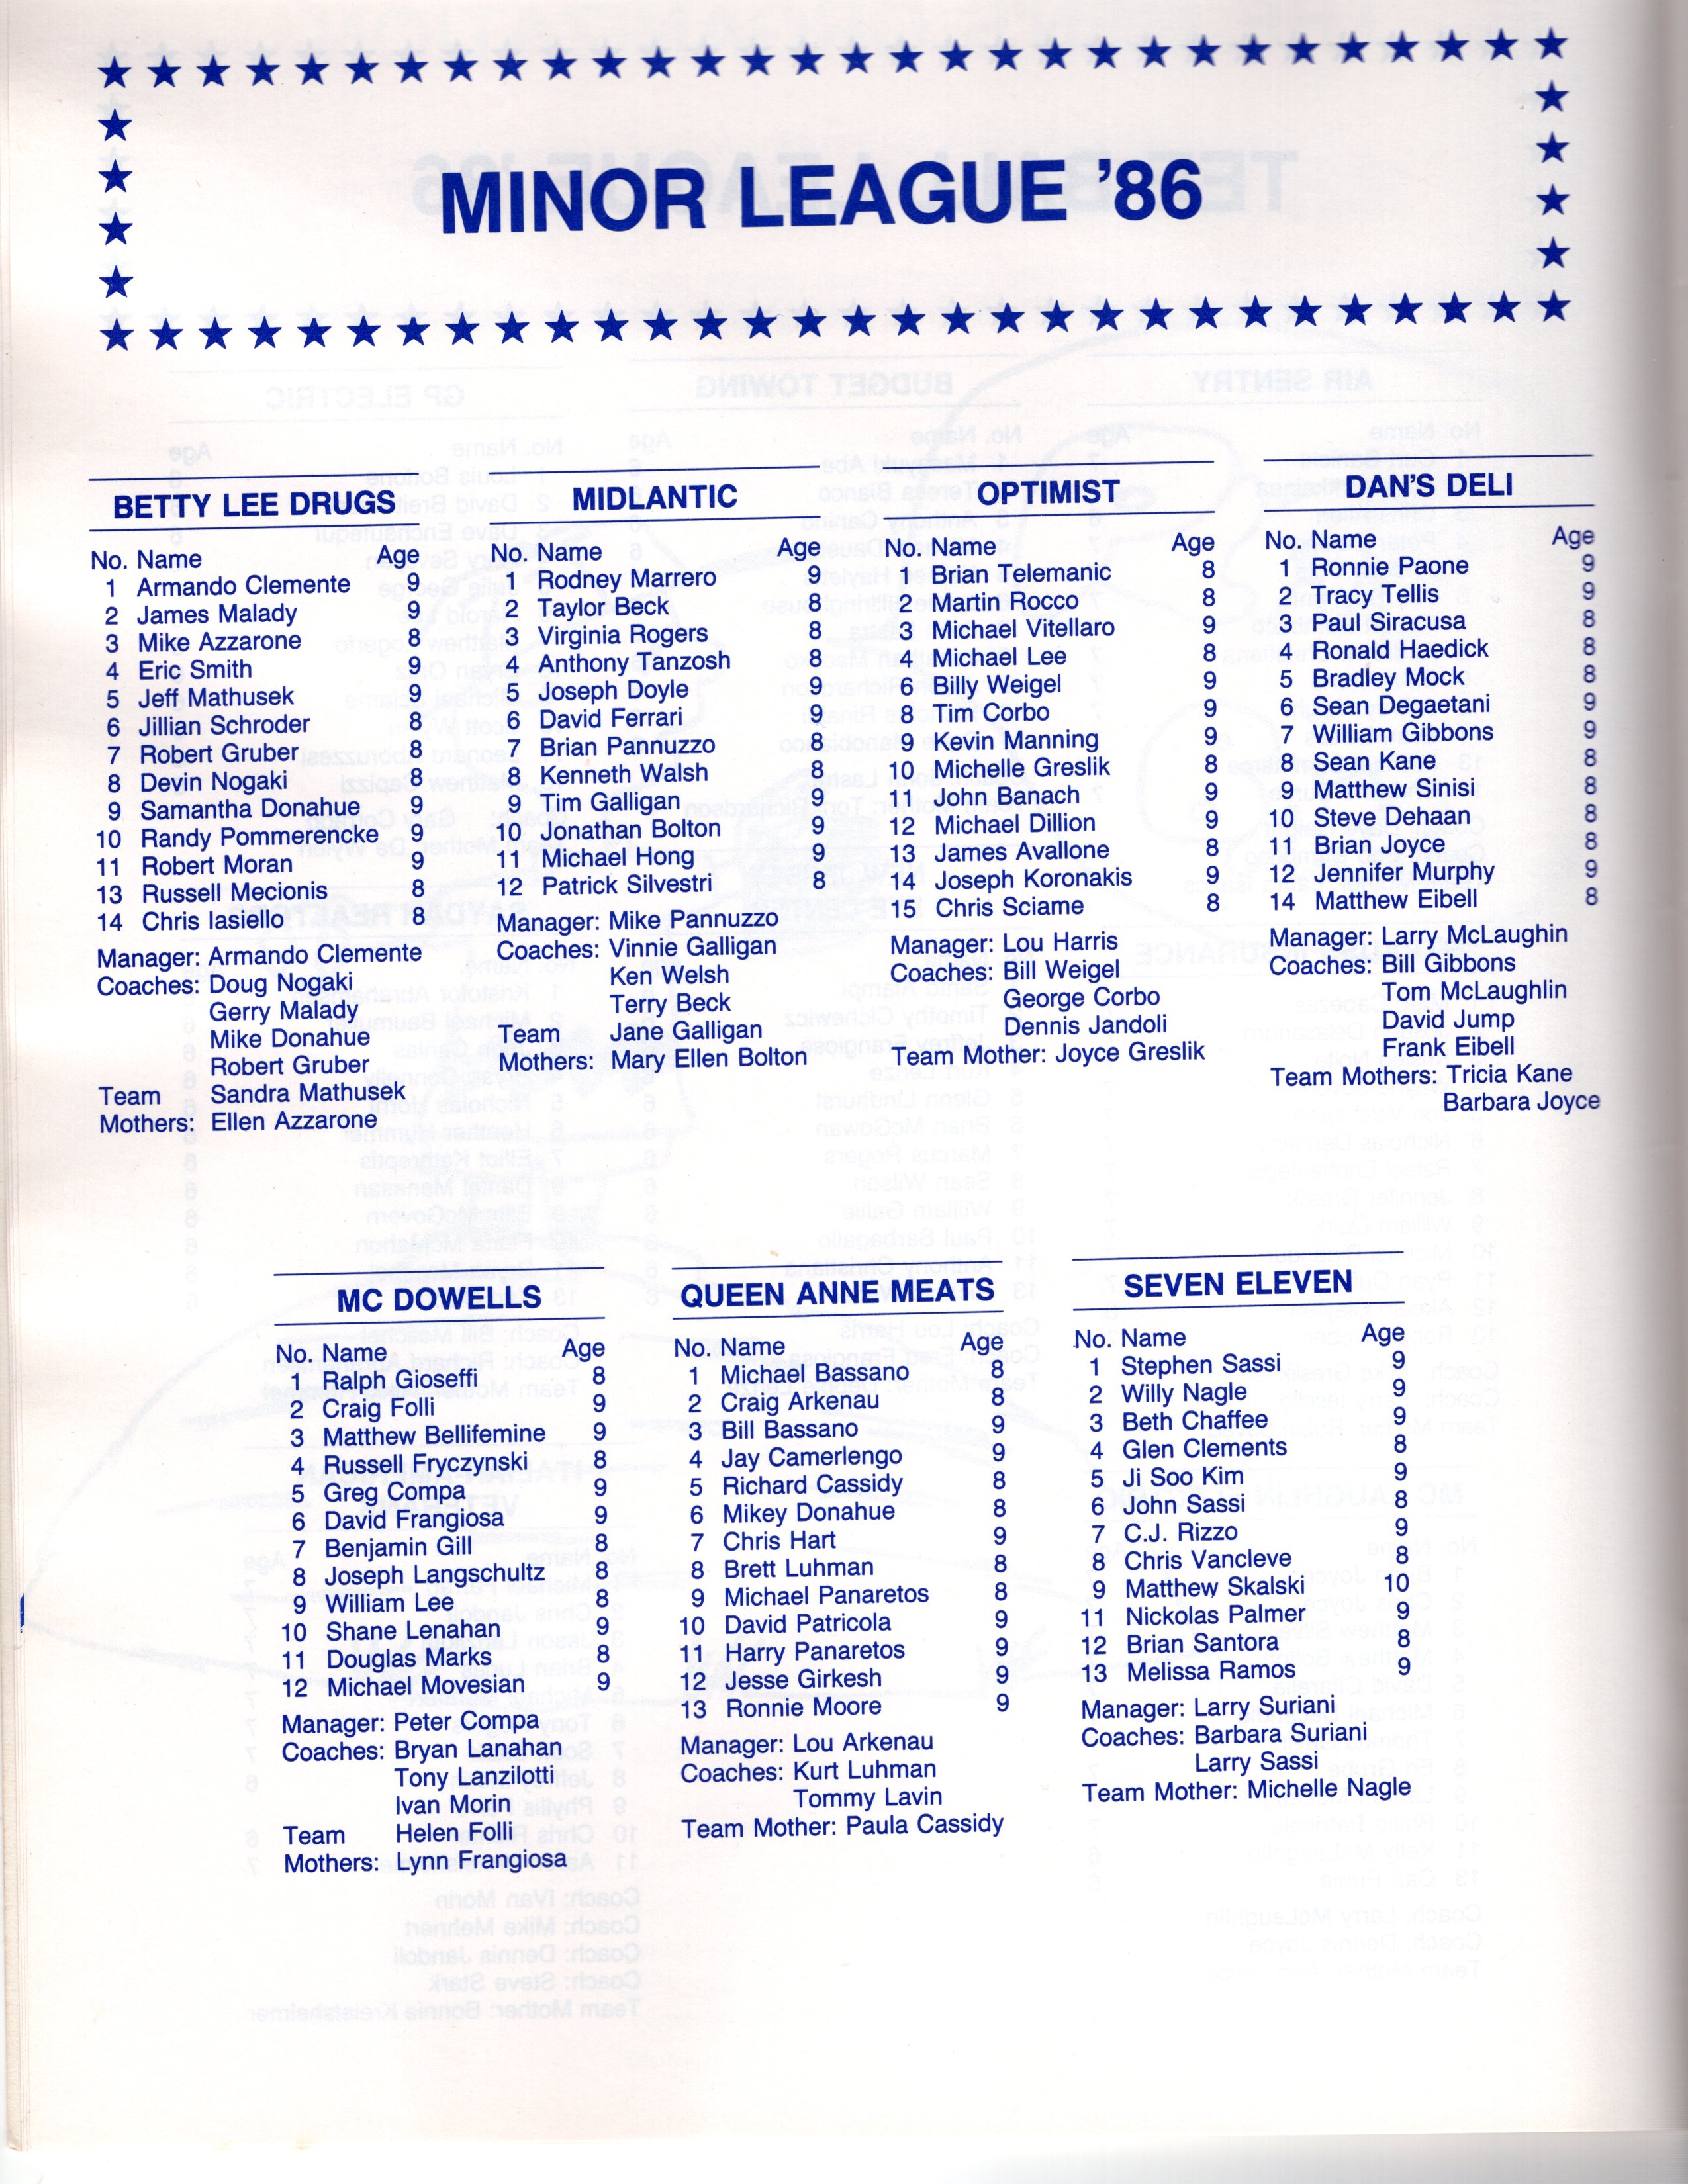 MINOR LEAGUE '86
BETTY LEE DRUGS
No. Name Age
1 Armando Clemente 9
2 James Malady 9
3 Mike Azzarone 8
4 Eric Smith 9
5 Jeff Mathusek 9
6 Jillian Schroder 8
7 Robert Gruber 8
8 Devin Nogaki 8
9 Samantha Donahue 9
10 Randy Pommerencke 9
11 Robert Moran 9
13 Russell Mecionis 8
14 Chris Iasiello 8
Manager: Armando Clemente
Coaches: Doug Nogaki
Gerry Malady
Mike Donahue
Robert Gruber
Team Sandra Mathusek
Mothers: Ellen Azzarone
MIDLANTIC
No. Name Age
1 Rodney Marrero 9
2 Taylor Beck 8
3 Virginia Rogers 8
4 Anthony Tanzosh 8
5 Joseph Doyle 9
6 David Ferrari 9
7 Brian Pannuzzo 8
8 Kenneth Walsh 8
9 Tim Galligan 9
10 Jonathan Bolton 9
11 Michael Hong 9
12 Patrick Silvestri 8
Manager: Mike Pannuzzo
Coaches: Vinnie Galligan
Ken Welsh
Terry Beck
Team Jane Galligan
Mothers: Mary Ellen Bolton
OPTIMIST
No. Name Age
1 Brian Telemanic 8
2 Martin Rocco 8
3 Michael Vitellaro 9
4 Michael Lee 8
6 Billy Weigel 9
8 Tim Corbo 9
9 Kevin Manning 9
10 Michelle Greslik 8
11 John Banach 9
12 Michael Dillion 9
13 James Avallone 8
14 Joseph Koronakis 9
15 Chris Sciame 8
Manager: Lou Harris
Coaches: Bill Weigel
George Corbo
Dennis Jandoli
Team Mother: Joyce Greslik
DAN'S DELI
No. Name Age
1 Ronnie Paone 9
2 Tracy Tellis 9
3 Paul Siracusa 8
4 Ronald Haedick 8
5 Bradley Mock 8
6 Sean Degaetani 9
7 William Gibbons 9
8 Sean Kane 8
9 Matthew Sinisi 8
10 Steve Dehaan 8
11 Brian Joyce 8
12 Jennifer Murphy 9
14 Matthew Eibell 8
Manager: Larry McLaughin
Coaches: Bill Gibbons
Tom McLaughlin
David Jump
Frank Eibell
Team Mothers: Tricia Kane
Barbara Joyce
MC DOWELLS
No. Name Age
1 Ralph Gioseffi 8
2 Craig Folli 9
3 Matthew Bellifemine 9
4 Russell Fryczynski 8
5 Greg Compa 9
6 David Frangiosa 9
7 Benjamin Gill 8
8 Joseph Langschultz 8
9 William Lee 8
10 Shane Lenahan 9
11 Douglas Marks 8
12 Michael Movesian 9
Manager: Peter Compa
Coaches: Bryan Lanahan
Tony Lanzilotti
Ivan Morin
Team Helen Folli
Mothers: Lynn Frangiosa
QUEEN ANNE MEATS
No. Name Age
1 Michael Bassano 8
2 Craig Arkenau 8
3 Bill Bassano 9
4 Jay Camerlengo 9
5 Richard Cassidy 8
6 Mikey Donahue 8
7 Chris Hart 9
8 Brett Luhman 8
9 Michael Panaretos 8
10 David Patricola 9
11 Harry Panaretos 9
12 Jesse Girkesh 9
13 Ronnie Moore 9
Manager: Lou Arkenau
Coaches: Kurt Luhman
Tommy Lavin
Team Mother: Paula Cassidy
SEVEN ELEVEN
No. Name Age
1 Stephen Sassi 9
2 Willy Nagle 9
3 Beth Chaffee 9
4 Glen Clements 8
5 Ji Soo Kim 9
6 John Sassi 8
7 C.J. Rizzo 9
8 Chris Vancleve 8
9 Matthew Skalski 10
11 Nickolas Palmer 9
12 Brian Santora 8
13 Melissa Ramos 9
Manager: Larry Suriani
Coaches: Barbara Suriani
Larry Sassi
Team Mother: Michelle Nagle